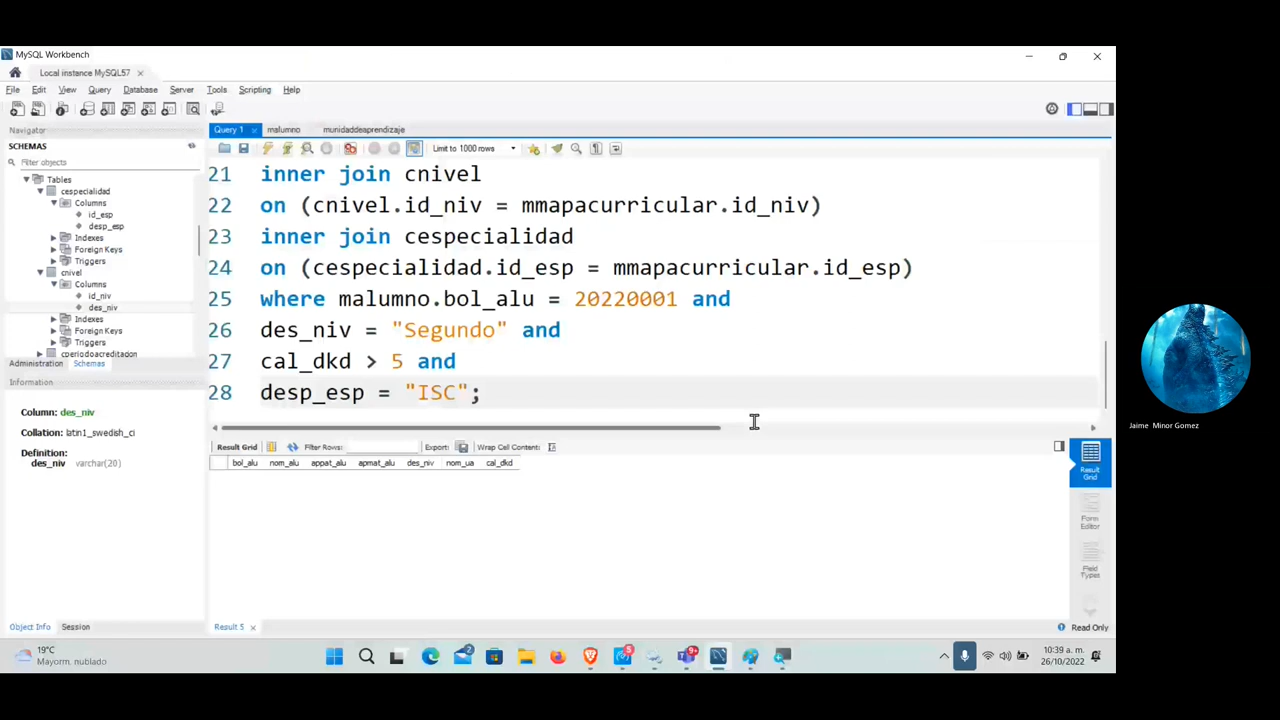 MySQL Workbench
Local instance MySQL57
File Edit View Query Database Server Tools Scripting Help
Navigator
SCHEMAS
Filter objects
Tables
cespecialidad
Columns
id_esp
desp_esp
Indexes
Foreign Keys
Triggers
cnivel
Columns
id_niv
des_niv
Indexes
Foreign Keys
Triggers
cperiodoacreditacion
Administration Schemas
Information
Column: des_niv
Collation: latin1_swedish_ci
Definition:
des_niv varchar(20)
Object Info Session
Query 1 malumno munidaddeaprendizaje
Limit to 1000 rows
21 inner join cnivel
22 on (cnivel.id_niv = mmapacurricular.id_niv)
23 inner join cespecialidad
24 on (cespecialidad.id_esp = mmapacurricular.id_esp)
25 where malumno.bol_alu = 20220001 and
26 des_niv = "Segundo" and
27 cal_dkd > 5 and
28 desp_esp = "ISC";
Result Grid Filter Rows: Export: Wrap Cell Content:
bol_alu nom_alu appat_alu apmat_alu des_niv nom_ua cal_dkd
Result Grid
Form Editor
Field Types
Result 5
Read Only
Jaime Minor Gomez
19°C
Mayorm. nublado
2
5
9+
10:39 a. m.
26/10/2022